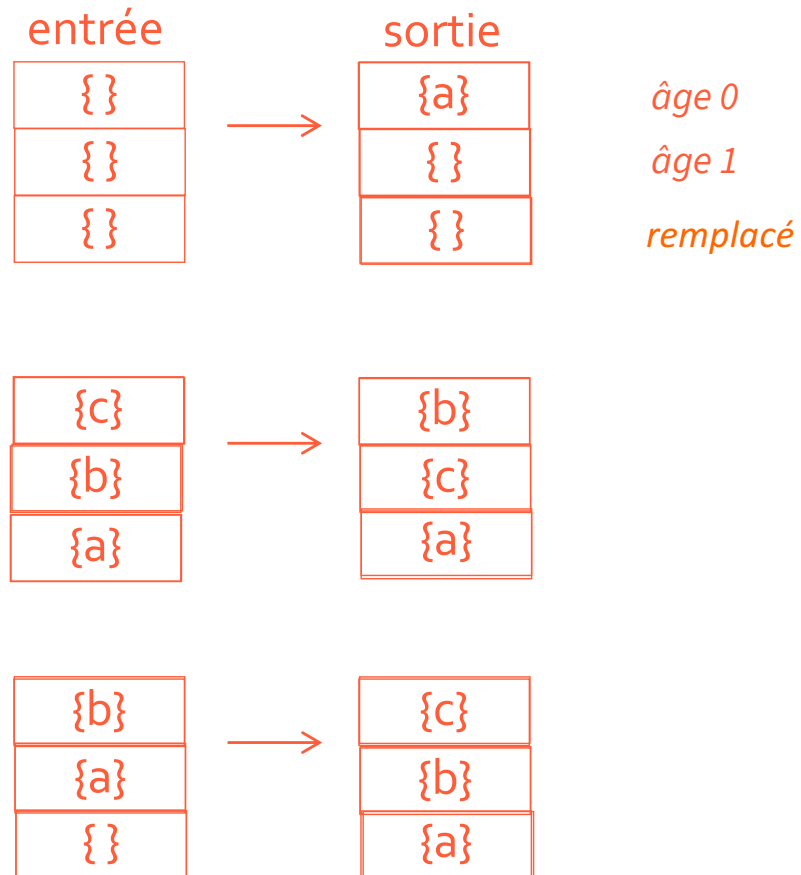 entrée sortie
{ } {a} âge 0
{ } { } âge 1
{ } { } remplacé
{c} {b}
{b} {c}
{a} {a}
{b} {c}
{a} {b}
{ } {a}